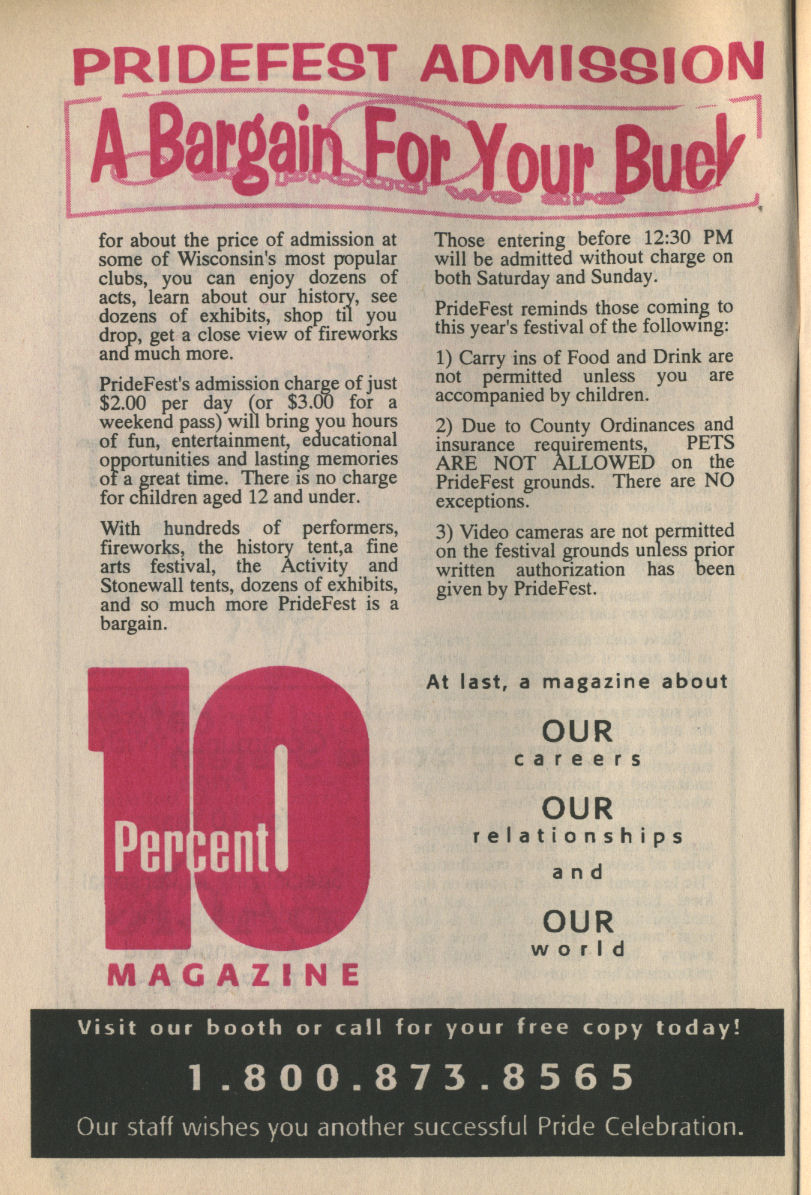 PRIDEFEST ADMISSION
A Bargain For Your Buck
for about the price of admission at
some of Wisconsin's most popular
clubs, you can enjoy dozens of
acts, learn about our history, see
dozens of exhibits, shop til you
drop, get a close view of fireworks
and much more.
PrideFest's admission charge of just
$2.00 per day (or $3.00 for a
weekend pass) will bring you hours
of fun, entertainment, educational
opportunities and lasting memories
of a great time. There is no charge
for children aged 12 and under.
With hundreds of performers,
fireworks, the history tent,a fine
arts festival, the Activity and
Stonewall tents, dozens of exhibits,
and so much more PrideFest is a
bargain.
Those entering before 12:30 PM
will be admitted without charge on
both Saturday and Sunday.
PrideFest reminds those coming to
this year's festival of the following:
1) Carry ins of Food and Drink are
not permitted unless you are
accompanied by children.
2) Due to County Ordinances and
insurance requirements, PETS
ARE NOT ALLOWED on the
PrideFest grounds. There are NO
exceptions.
3) Video cameras are not permitted
on the festival grounds unless prior
written authorization has been
given by PrideFest.
10
Percent
MAGAZINE
At last, a magazine about
OUR
careers
OUR
relationships
and
OUR
world
Visit our booth or call for your free copy today!
1.800.873.8565
Our staff wishes you another successful Pride Celebration.